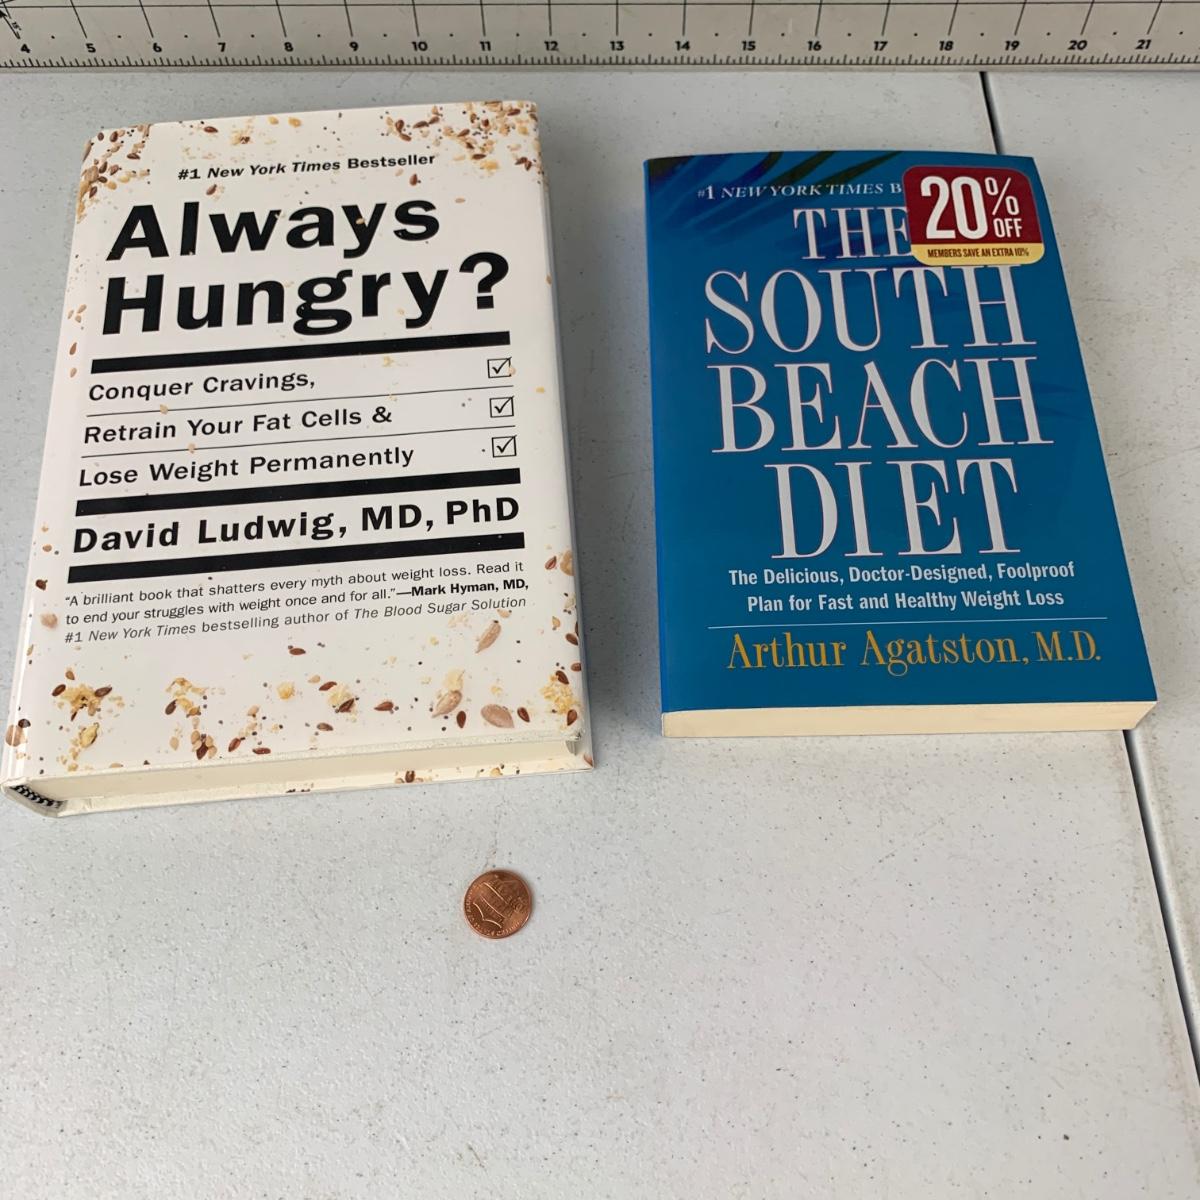 4 5 6 7 8 9 10 11 12 13 14 15 16 17 18 19 20 21
#1 New York Times Bestseller
Always
Hungry?
Conquer Cravings,
Retrain Your Fat Cells &
Lose Weight Permanently
David Ludwig, MD, PhD
“A brilliant book that shatters every myth about weight loss. Read it
to end your struggles with weight once and for all.”—Mark Hyman, MD,
#1 New York Times bestselling author of The Blood Sugar Solution
#1 NEW YORK TIMES B
20% OFF
MEMBERS SAVE AN EXTRA 10%
THE
SOUTH
BEACH
DIET
The Delicious, Doctor-Designed, Foolproof
Plan for Fast and Healthy Weight Loss
Arthur Agatston, M.D.